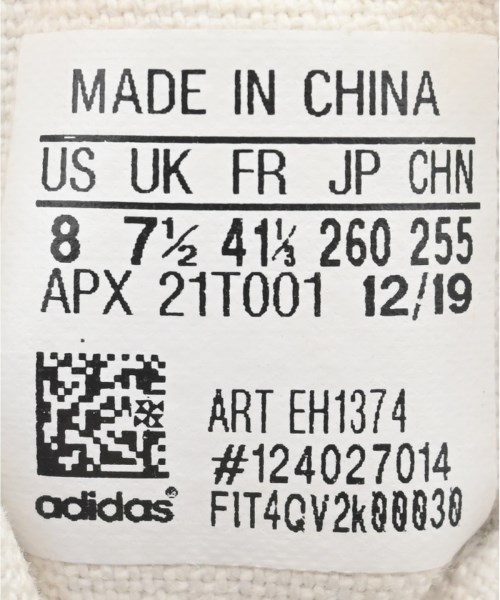 MADE IN CHINA
US UK FR JP CHN
8 7½ 41⅓ 260 255
APX 21T001 12/19
ART EH1374
#124027014
adidas® FIT4QV2k00030